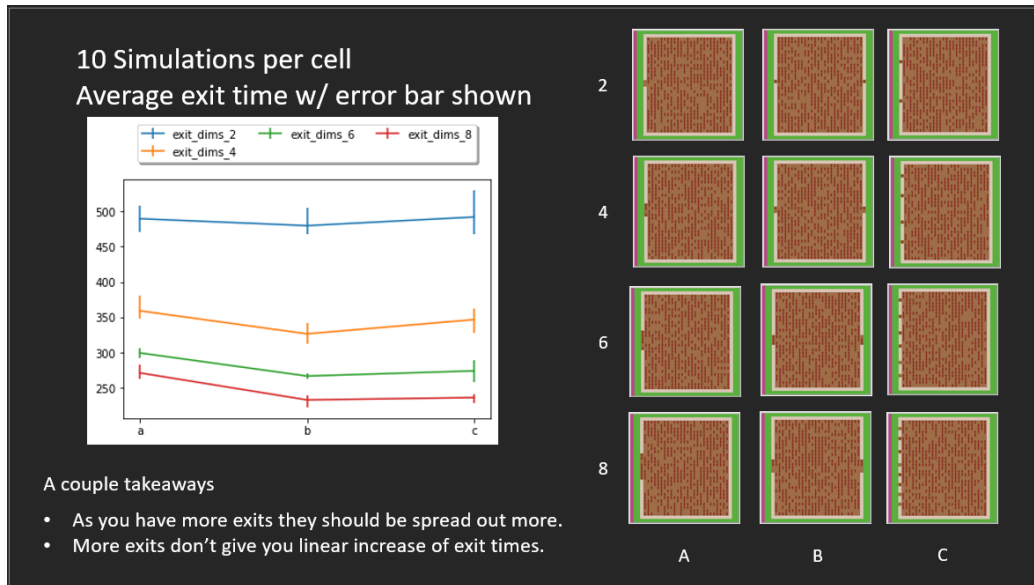 10 Simulations per cell
Average exit time w/ error bar shown
exit_dims_2 exit_dims_6 exit_dims_8
exit_dims_4
500
450
400
350
300
250
a b c
A couple takeaways
• As you have more exits they should be spread out more.
• More exits don't give you linear increase of exit times.
2
4
6
8
A B C